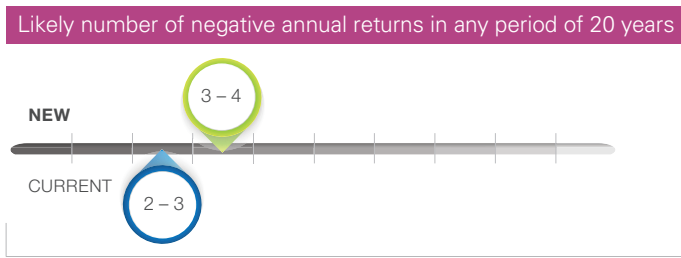 Likely number of negative annual returns in any period of 20 years
3 – 4
NEW
CURRENT
2 – 3